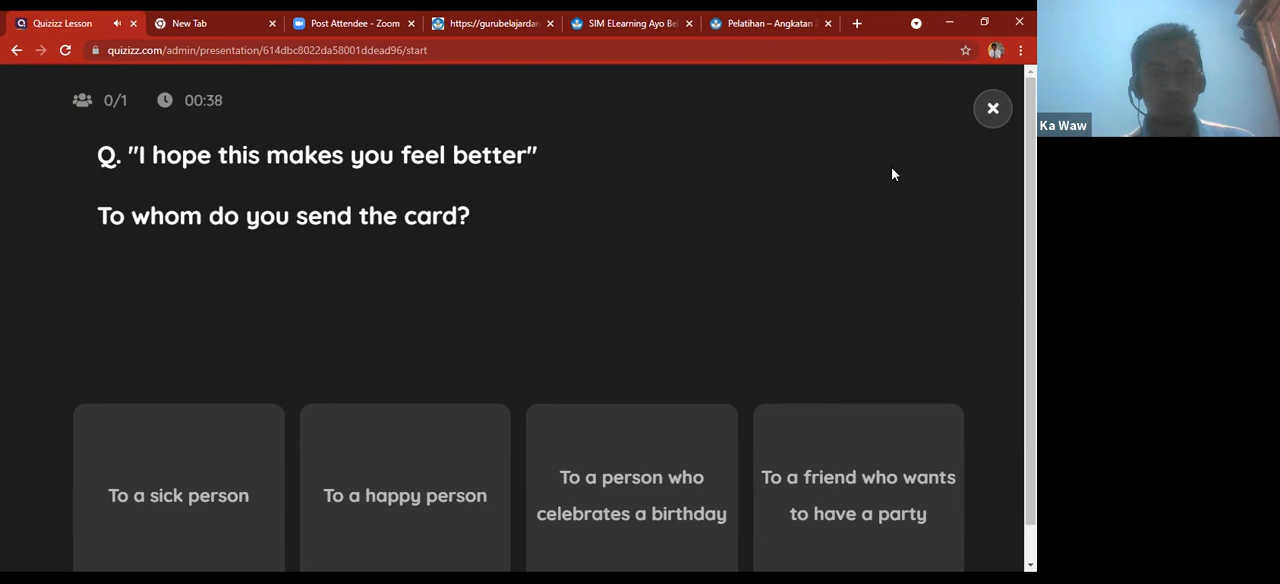 Quizizz Lesson
New Tab
Post Attendee - Zoom
https://gurubelajardan
SIM ELearning Ayo Be
Pelatihan – Angkatan
quizizz.com/admin/presentation/614dbc8022da58001ddead96/start
0/1 00:38
Q. "I hope this makes you feel better"
To whom do you send the card?
Ka Waw
To a sick person
To a happy person
To a person who
celebrates a birthday
To a friend who wants
to have a party